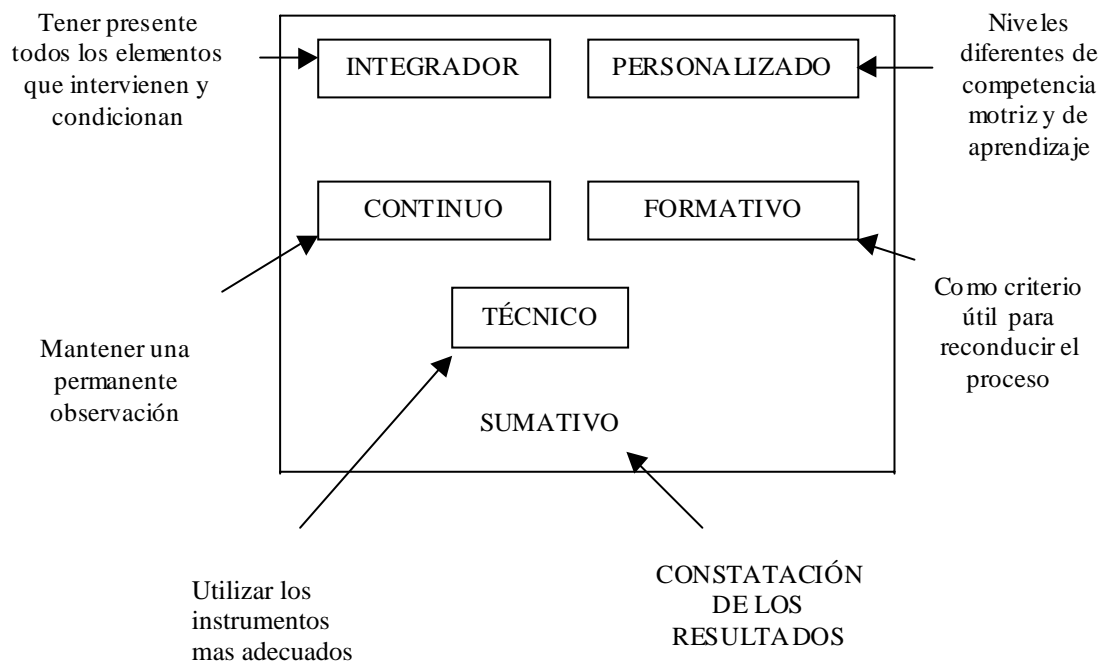 Tener presente
todos los elementos
que intervienen y
condicionan
INTEGRADOR
PERSONALIZADO
Niveles
diferentes de
competencia
motriz y de
aprendizaje
CONTINUO
FORMATIVO
Mantener una
permanente
observación
TÉCNICO
Como criterio
útil para
reconducir el
proceso
SUMATIVO
Utilizar los
instrumentos
mas adecuados
CONSTATACIÓN
DE LOS
RESULTADOS